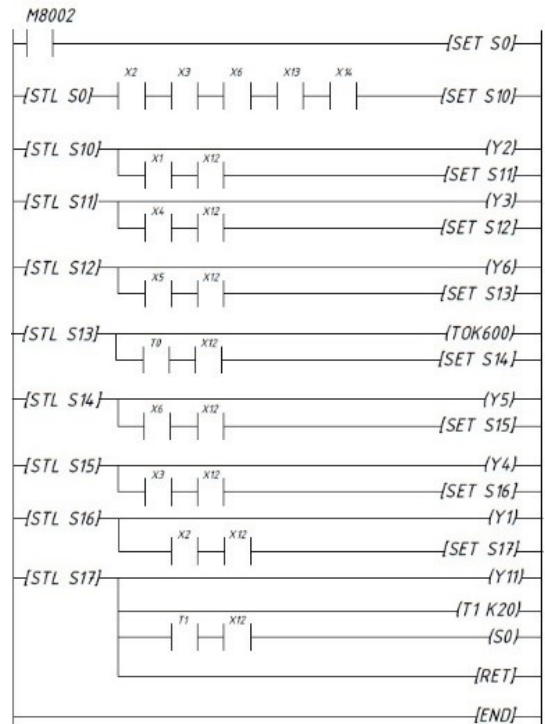 M8002
[SET S0]
X2 X3 X6 X13 X14
[STL S0] [SET S10]
[STL S10] (Y2)
X1 X12
[SET S11]
[STL S11] (Y3)
X4 X12
[SET S12]
[STL S12] (Y6)
X5 X12
[SET S13]
[STL S13] (TOK600)
T0 X12
[SET S14]
[STL S14] (Y5)
X6 X12
[SET S15]
[STL S15] (Y4)
X3 X12
[SET S16]
[STL S16] (Y1)
X2 X12
[SET S17]
[STL S17] (Y11)
(T1 K20)
T1 X12
(S0)
[RET]
[END]